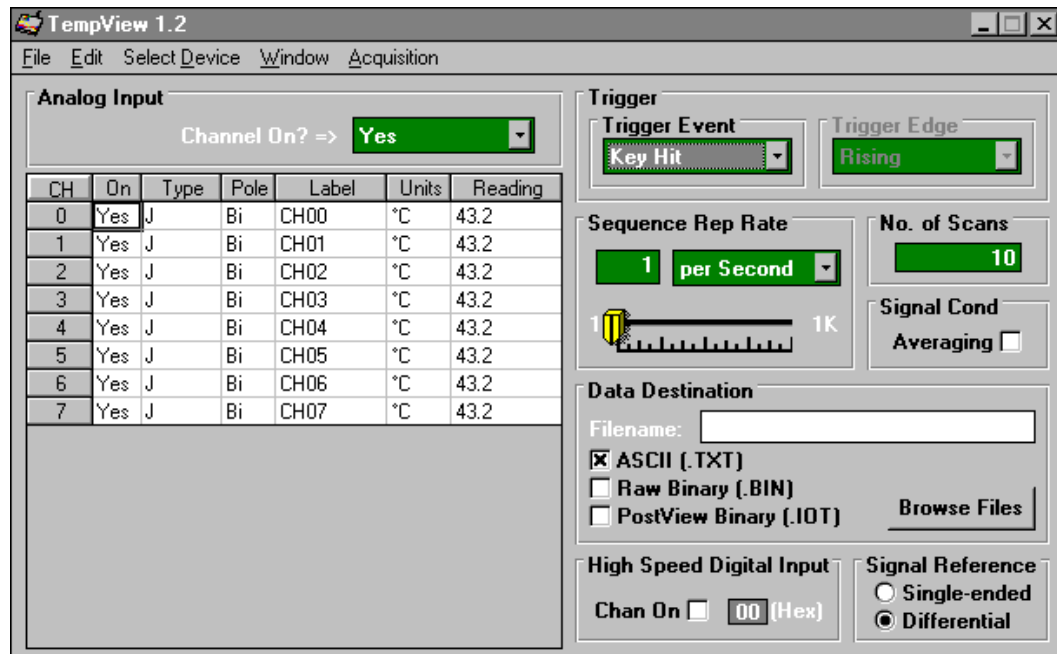 TempView 1.2
File Edit Select Device Window Acquisition
Analog Input
Channel On? => Yes
CH On Type Pole Label Units Reading
0 Yes J Bi CH00 °C 43.2
1 Yes J Bi CH01 °C 43.2
2 Yes J Bi CH02 °C 43.2
3 Yes J Bi CH03 °C 43.2
4 Yes J Bi CH04 °C 43.2
5 Yes J Bi CH05 °C 43.2
6 Yes J Bi CH06 °C 43.2
7 Yes J Bi CH07 °C 43.2
Trigger
Trigger Event
Key Hit
Trigger Edge
Rising
Sequence Rep Rate
1 per Second
1 1K
No. of Scans
10
Signal Cond
Averaging
Data Destination
Filename:
ASCII (.TXT)
Raw Binary (.BIN)
PostView Binary (.IOT)
Browse Files
High Speed Digital Input
Chan On 00 (Hex)
Signal Reference
Single-ended
Differential